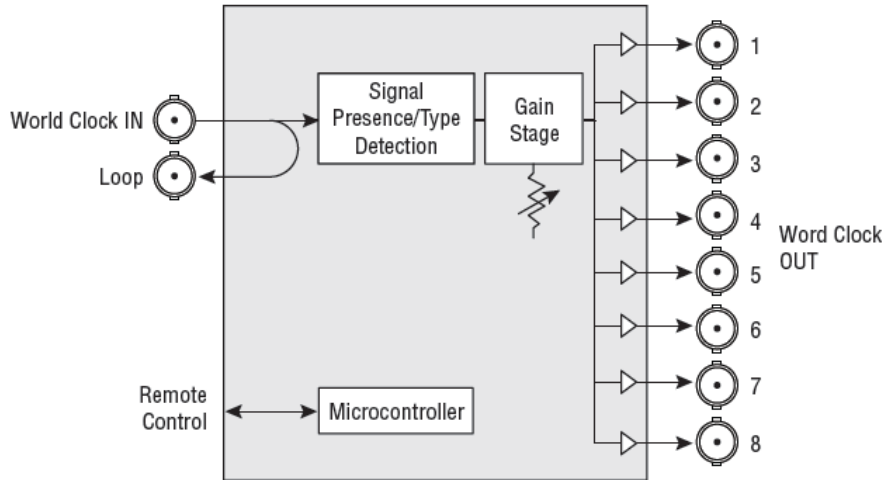 World Clock IN
Loop
Signal
Presence/Type
Detection
Gain
Stage
1
2
3
4
5
6
7
8
Word Clock
OUT
Remote
Control
Microcontroller